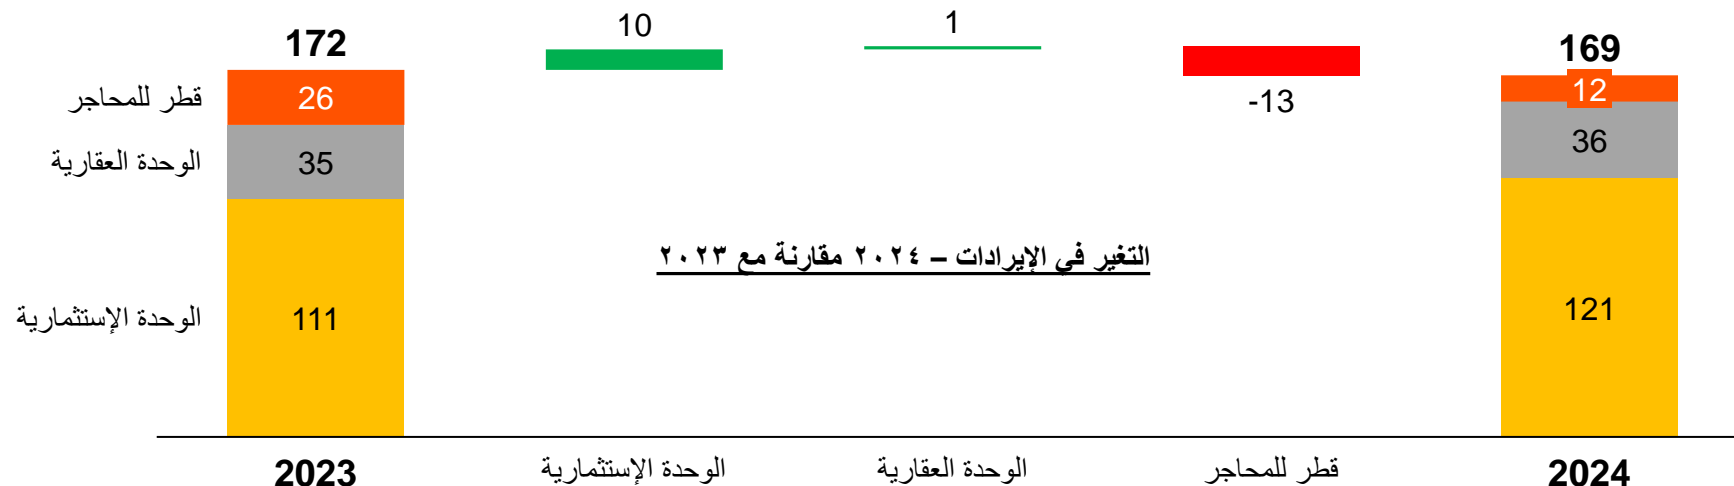 10
1
172
169
قطر للمحاجر
26
-13
12
الوحدة العقارية
35
36
التغير في الإيرادات – ٢٠٢٤ مقارنة مع ٢٠٢٣
الوحدة الإستثمارية
111
121
2023
الوحدة الإستثمارية
الوحدة العقارية
قطر للمحاجر
2024